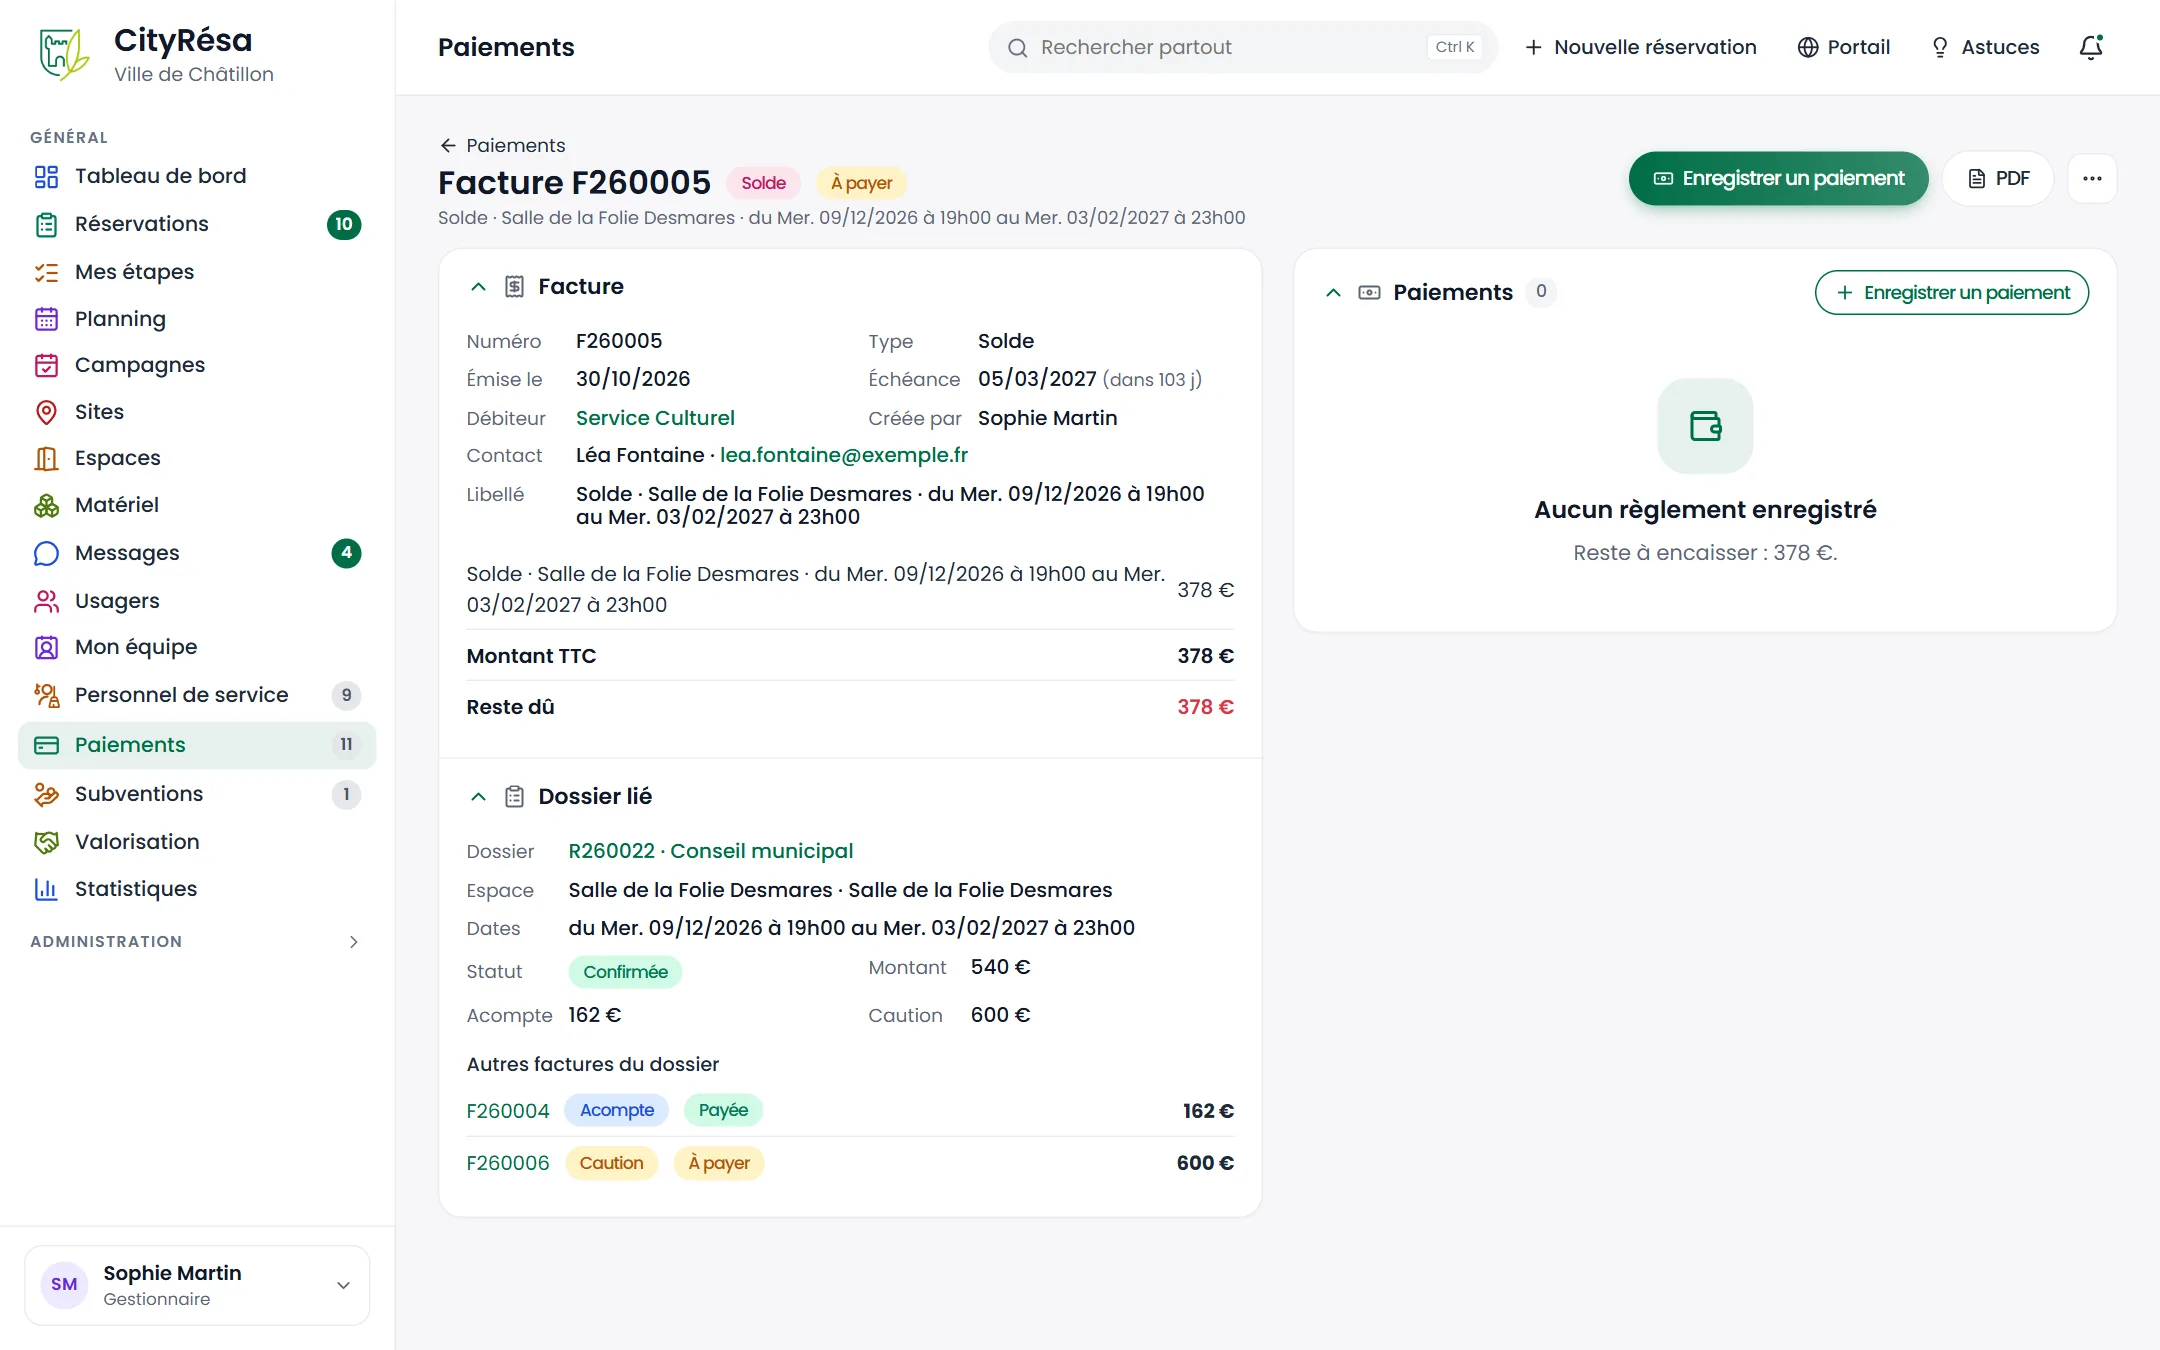 CityRésa
Ville de Châtillon
GÉNÉRAL
Tableau de bord
Réservations 10
Mes étapes
Planning
Campagnes
Sites
Espaces
Matériel
Messages 4
Usagers
Mon équipe
Personnel de service 9
Paiements 11
Subventions 1
Valorisation
Statistiques
ADMINISTRATION
SM
Sophie Martin
Gestionnaire
Paiements
Rechercher partout Ctrl K
Nouvelle réservation
Portail
Astuces
Paiements
Facture F260005 Solde À payer
Solde · Salle de la Folie Desmares · du Mer. 09/12/2026 à 19h00 au Mer. 03/02/2027 à 23h00
Enregistrer un paiement
PDF
Facture
Numéro F260005 Type Solde
Émise le 30/10/2026 Échéance 05/03/2027 (dans 103 j)
Débiteur Service Culturel Créée par Sophie Martin
Contact Léa Fontaine · lea.fontaine@exemple.fr
Libellé Solde · Salle de la Folie Desmares · du Mer. 09/12/2026 à 19h00
au Mer. 03/02/2027 à 23h00
Solde · Salle de la Folie Desmares · du Mer. 09/12/2026 à 19h00 au Mer.
03/02/2027 à 23h00 378 €
Montant TTC 378 €
Reste dû 378 €
Dossier lié
Dossier R260022 · Conseil municipal
Espace Salle de la Folie Desmares · Salle de la Folie Desmares
Dates du Mer. 09/12/2026 à 19h00 au Mer. 03/02/2027 à 23h00
Statut Confirmée Montant 540 €
Acompte 162 € Caution 600 €
Autres factures du dossier
F260004 Acompte Payée 162 €
F260006 Caution À payer 600 €
Paiements 0
Enregistrer un paiement
Aucun règlement enregistré
Reste à encaisser : 378 €.